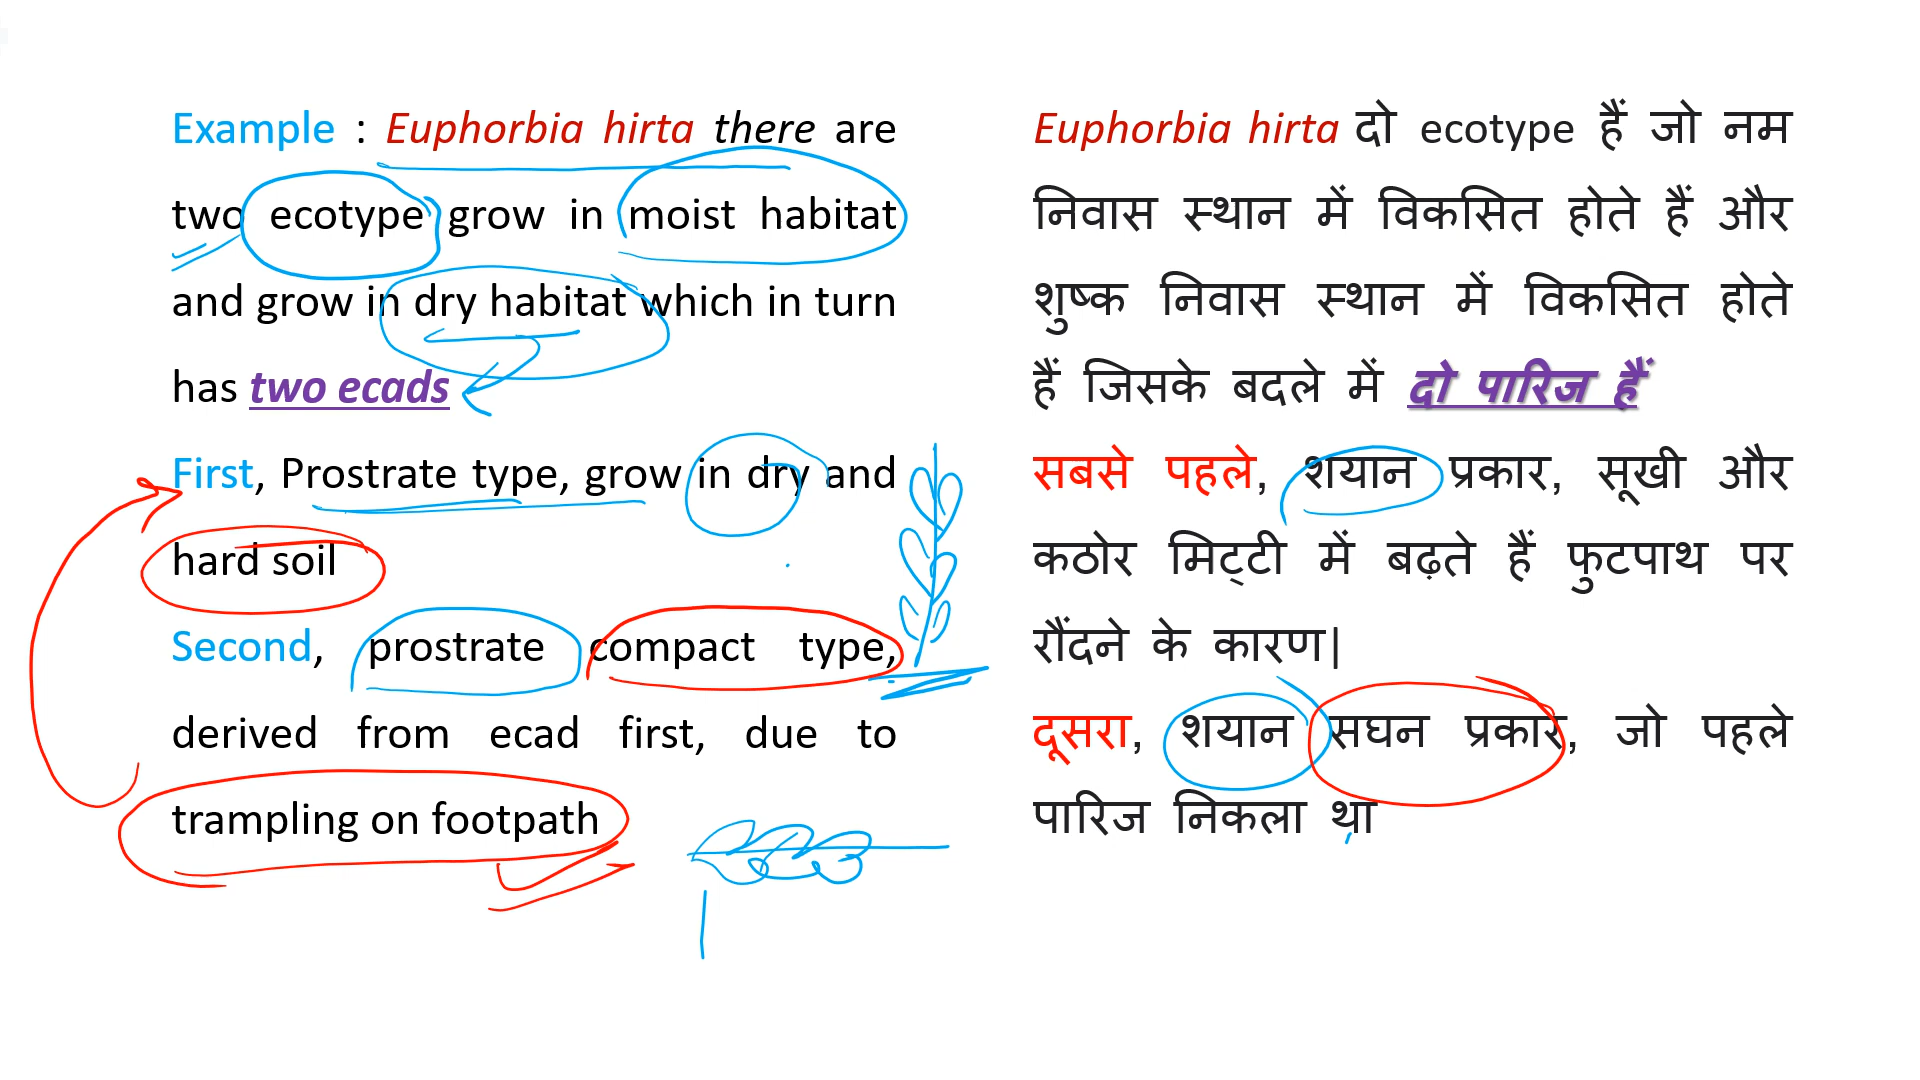 Example : Euphorbia hirta there are
two ecotype grow in moist habitat
and grow in dry habitat which in turn
has two ecads
First, Prostrate type, grow in dry and
hard soil
Second, prostrate compact type,
derived from ecad first, due to
trampling on footpath
Euphorbia hirta दो ecotype हैं जो नम
निवास स्थान में विकसित होते हैं और
शुष्क निवास स्थान में विकसित होते
हैं जिसके बदले में दो पारिज हैं
सबसे पहले, शयान प्रकार, सूखी और
कठोर मिट्टी में बढ़ते हैं फुटपाथ पर
रौंदने के कारण|
दूसरा, शयान सघन प्रकार, जो पहले
पारिज निकला था